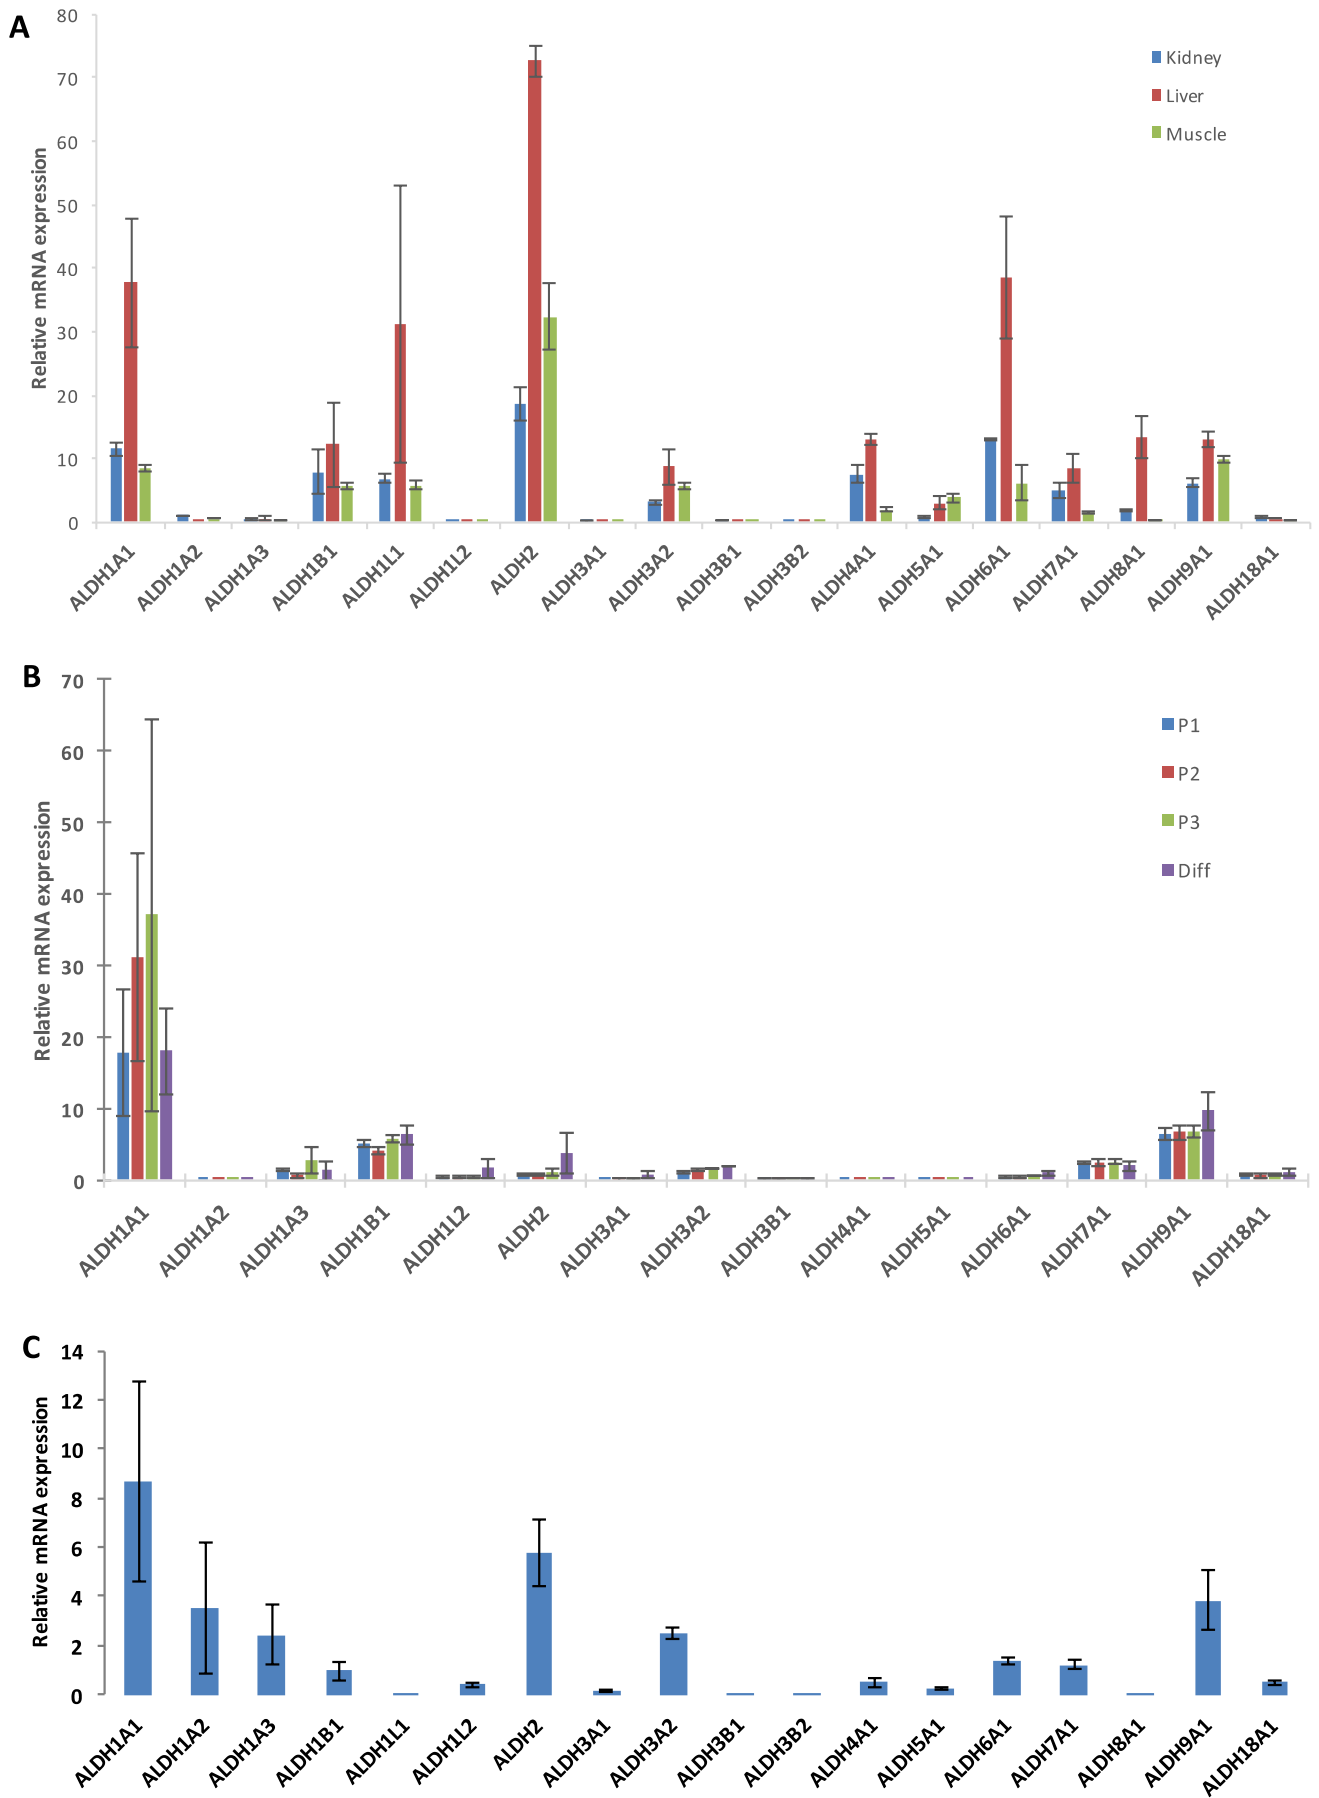 A
Relative mRNA expression
80
70
60
50
40
30
20
10
0
Kidney
Liver
Muscle
ALDH1A1
ALDH1A2
ALDH1A3
ALDH1B1
ALDH1L1
ALDH1L2
ALDH2
ALDH3A1
ALDH3A2
ALDH3B1
ALDH3B2
ALDH4A1
ALDH5A1
ALDH6A1
ALDH7A1
ALDH8A1
ALDH9A1
ALDH18A1
B
Relative mRNA expression
70
60
50
40
30
20
10
0
P1
P2
P3
Diff
ALDH1A1
ALDH1A2
ALDH1A3
ALDH1B1
ALDH1L2
ALDH2
ALDH3A1
ALDH3A2
ALDH3B1
ALDH4A1
ALDH5A1
ALDH6A1
ALDH7A1
ALDH9A1
ALDH18A1
C
Relative mRNA expression
14
12
10
8
6
4
2
0
ALDH1A1
ALDH1A2
ALDH1A3
ALDH1B1
ALDH1L1
ALDH1L2
ALDH2
ALDH3A1
ALDH3A2
ALDH3B1
ALDH3B2
ALDH4A1
ALDH5A1
ALDH6A1
ALDH7A1
ALDH8A1
ALDH9A1
ALDH18A1